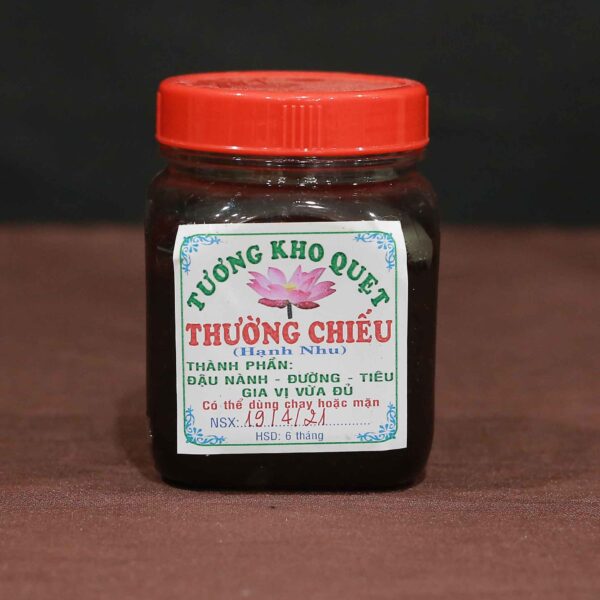 TƯƠNG KHO QUẸT
THƯỜNG CHIẾU
(Hạnh Nhu)
THÀNH PHẨN:
ĐẬU NÀNH - ĐƯỜNG - TIÊU
GIA VỊ VỪA ĐỦ
Có thể dùng chay hoặc mặn
NSX: 19/4/21
HSD: 6 tháng